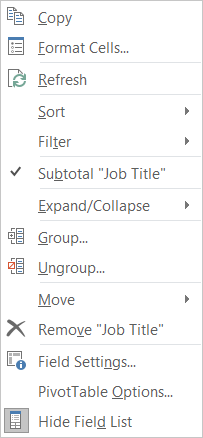 Copy
Format Cells...
Refresh
Sort
Filter
Subtotal "Job Title"
Expand/Collapse
Group...
Ungroup...
Move
Remove "Job Title"
Field Settings...
PivotTable Options...
Hide Field List